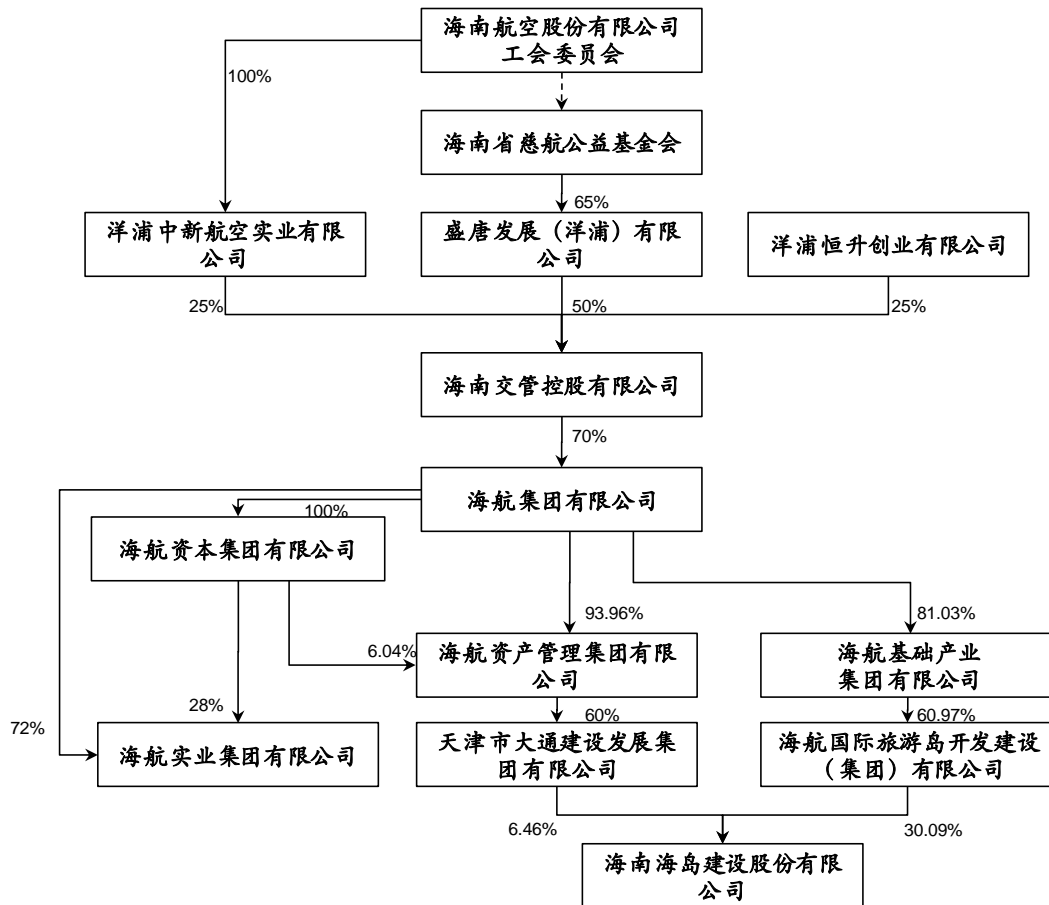 海南航空股份有限公司
工会委员会
100%
海南省慈航公益基金会
65%
洋浦中新航空实业有限
公司
盛唐发展（洋浦）有限
公司
洋浦恒升创业有限公司
25%
50%
25%
海南交管控股有限公司
70%
海航集团有限公司
100%
海航资本集团有限公司
93.96%
81.03%
6.04%
海航资产管理集团有限
公司
海航基础产业
集团有限公司
28%
60%
60.97%
72%
海航实业集团有限公司
天津市大通建设发展集
团有限公司
海航国际旅游岛开发建设
（集团）有限公司
6.46%
30.09%
海南海岛建设股份有限
公司